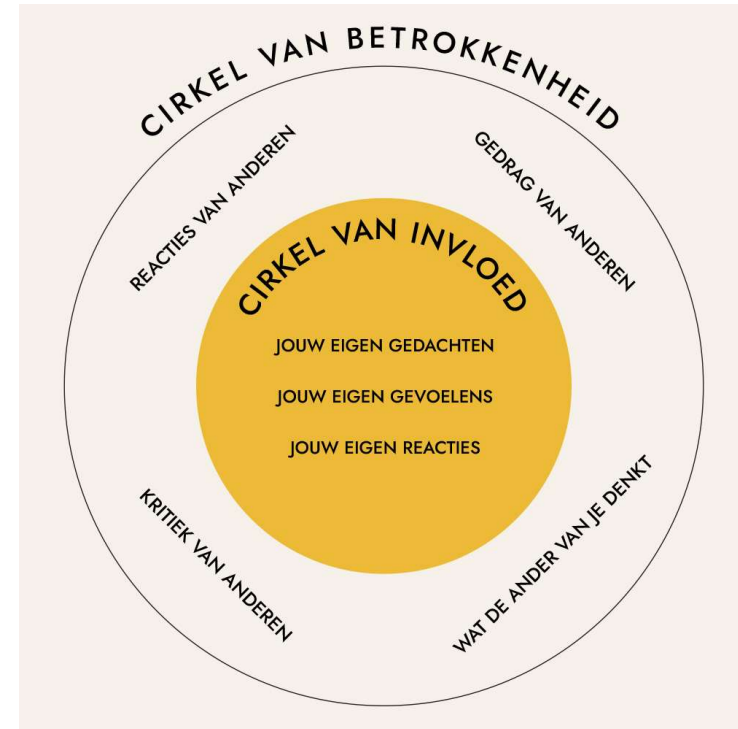 CIRKEL VAN BETROKKENHEID
REACTIES VAN ANDEREN
GEDRAG VAN ANDEREN
CIRKEL VAN INVLOED
JOUW EIGEN GEDACHTEN
JOUW EIGEN GEVOELENS
JOUW EIGEN REACTIES
KRITIEK VAN ANDEREN
WAT DE ANDER VAN JE DENKT